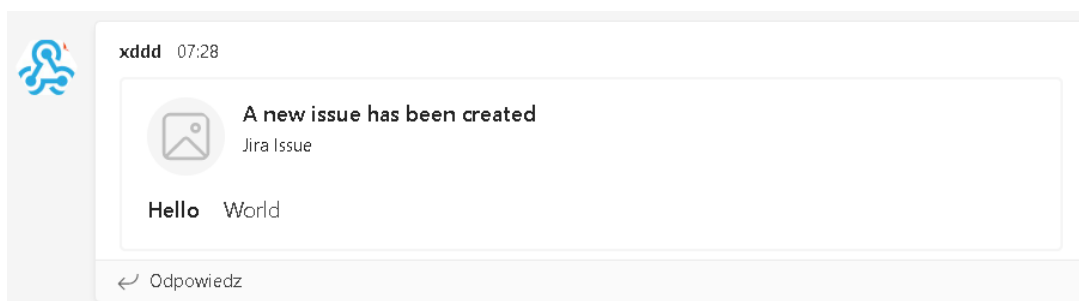 xddd 07:28
A new issue has been created
Jira Issue
Hello World
Odpowiedz